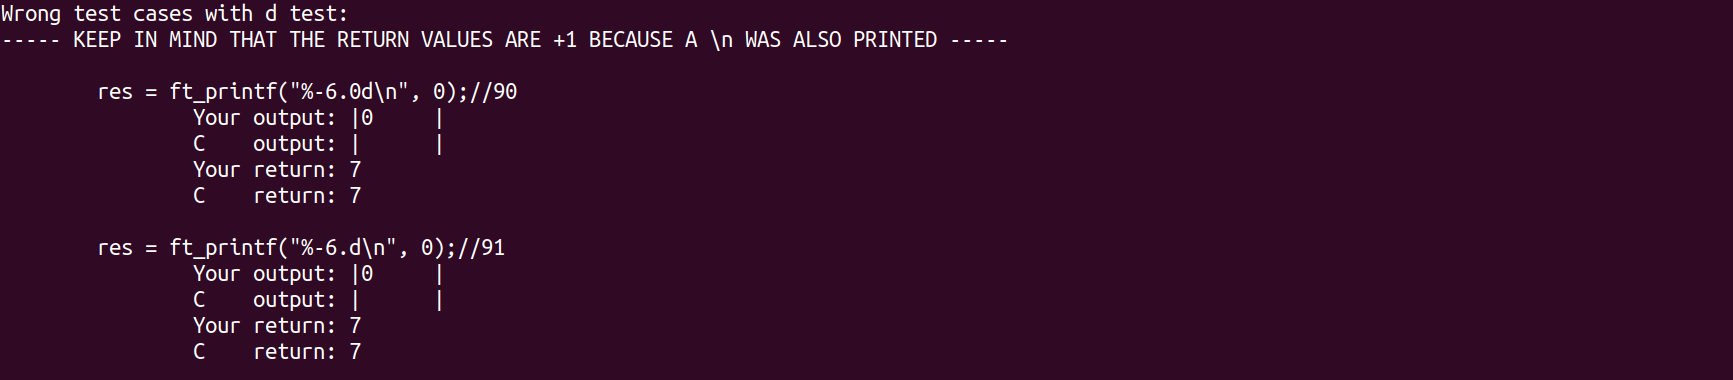 Wrong test cases with d test:
----- KEEP IN MIND THAT THE RETURN VALUES ARE +1 BECAUSE A \n WAS ALSO PRINTED -----
res = ft_printf("%-6.0d\n", 0);//90
Your output: |0      |
C    output: |      |
Your return: 7
C    return: 7
res = ft_printf("%-6.d\n", 0);//91
Your output: |0     |
C    output: |      |
Your return: 7
C    return: 7